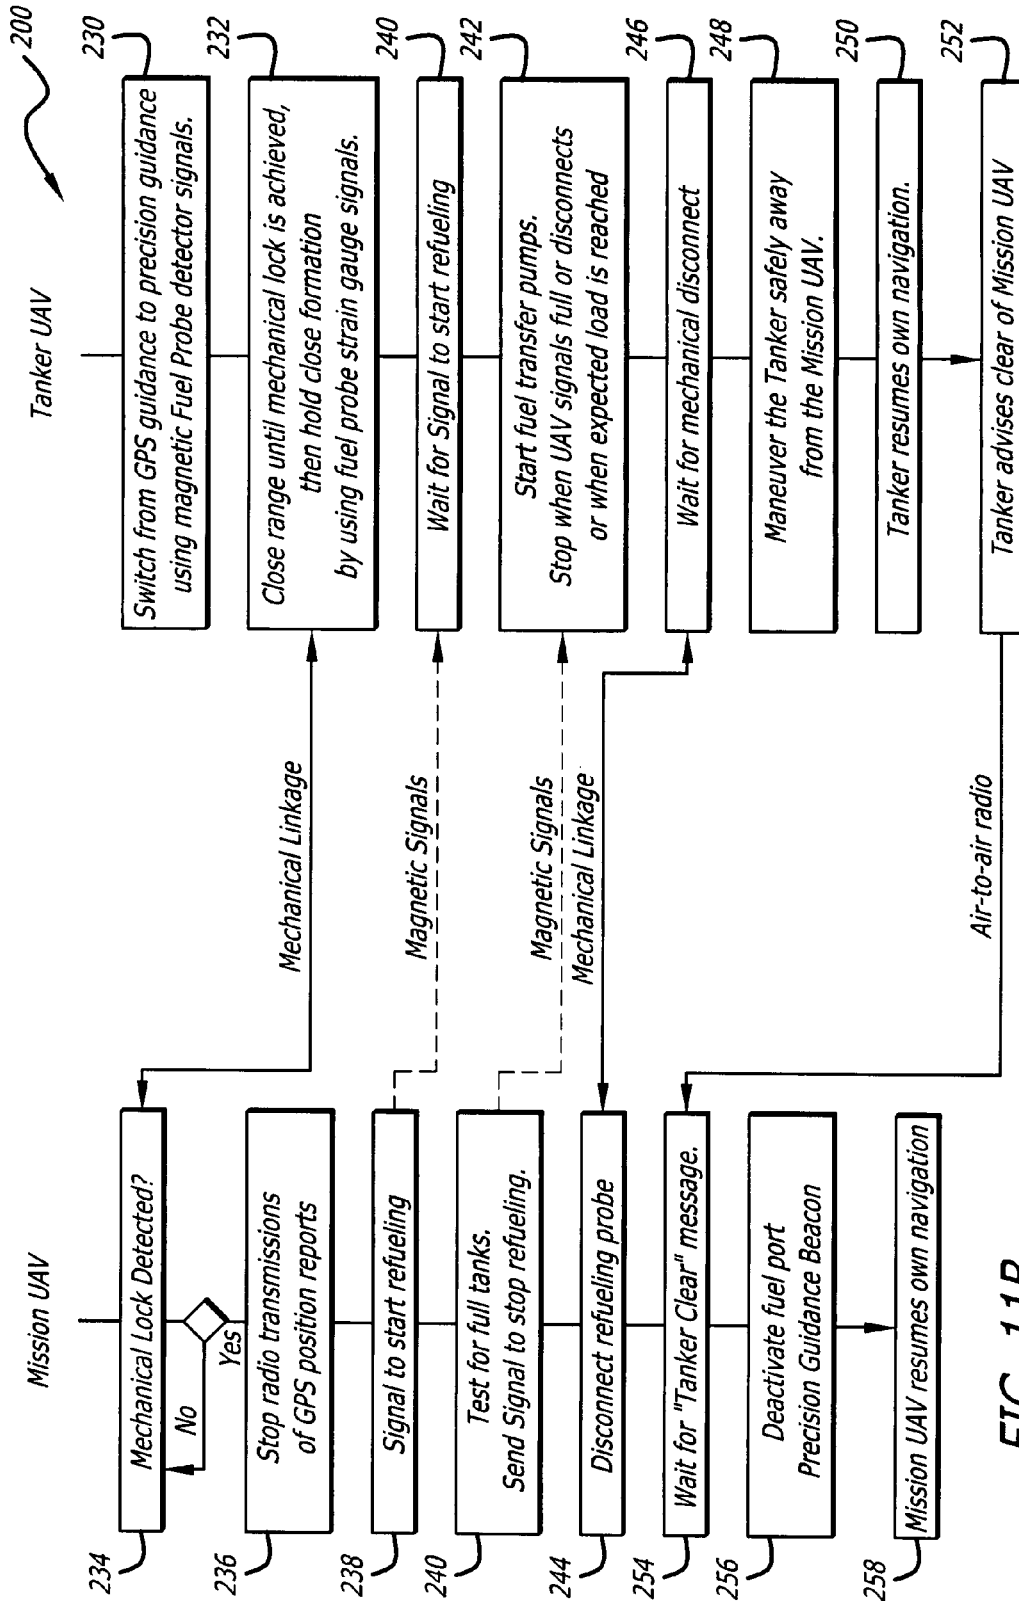 200
Tanker UAV
230
Switch from GPS guidance to precision guidance
using magnetic Fuel Probe detector signals.
232
Close range until mechanical lock is achieved,
then hold close formation
by using fuel probe strain gauge signals.
240
Wait for Signal to start refueling
242
Start fuel transfer pumps.
Stop when UAV signals full or disconnects
or when expected load is reached
246
Wait for mechanical disconnect
248
Maneuver the Tanker safely away
from the Mission UAV.
250
Tanker resumes own navigation.
252
Tanker advises clear of Mission UAV
Mechanical Linkage
Magnetic Signals
Magnetic Signals
Mechanical Linkage
Air-to-air radio
Mission UAV
234
Mechanical Lock Detected?
No
Yes
236
Stop radio transmissions
of GPS position reports
238
Signal to start refueling
240
Test for full tanks.
Send Signal to stop refueling.
244
Disconnect refueling probe
254
Wait for "Tanker Clear" message.
256
Deactivate fuel port
Precision Guidance Beacon
258
Mission UAV resumes own navigation
FIG. 11B